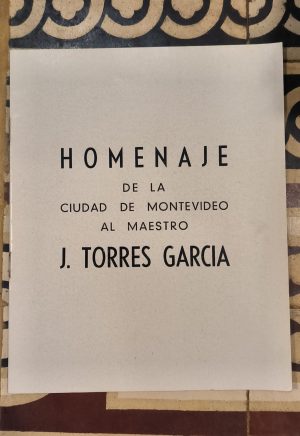 HOMENAJE
DE LA
CIUDAD DE MONTEVIDEO
AL MAESTRO
J. TORRES GARCIA